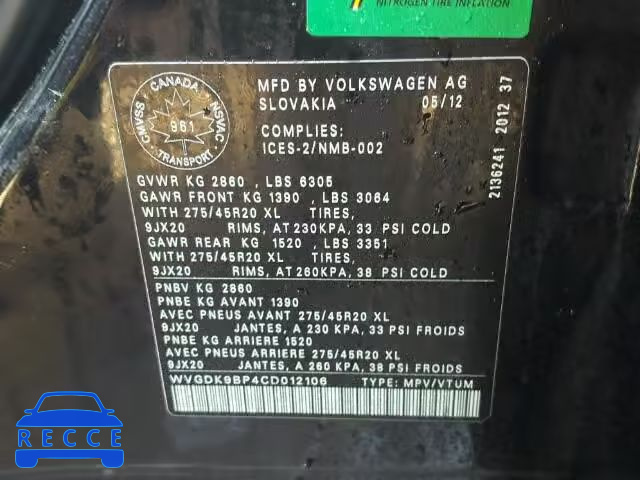 NITROGEN TIRE INFLATION
CANADA
CMVSS
NSVAC
961
TRANSPORT
MFD BY VOLKSWAGEN AG
SLOVAKIA 05/12
COMPLIES:
ICES-2/NMB-002
2136241 2012 37
GVWR KG 2860 , LBS 6305
GAWR FRONT KG 1390 , LBS 3064
WITH 275/45R20 XL TIRES,
9JX20 RIMS, AT 230KPA, 33 PSI COLD
GAWR REAR KG 1520 , LBS 3351
WITH 275/45R20 XL TIRES,
9JX20 RIMS, AT 260KPA, 38 PSI COLD
PNBV KG 2860
PNBE KG AVANT 1390
AVEC PNEUS AVANT 275/45R20 XL
9JX20 JANTES, A 230 KPA, 33 PSI FROIDS
PNBE KG ARRIERE 1520
AVEC PNEUS ARRIERE 275/45R20 XL
9JX20 JANTES, A 260 KPA, 38 PSI FROIDS
WVGDK9BP4CD012106 TYPE: MPV/VTUM
RECCE